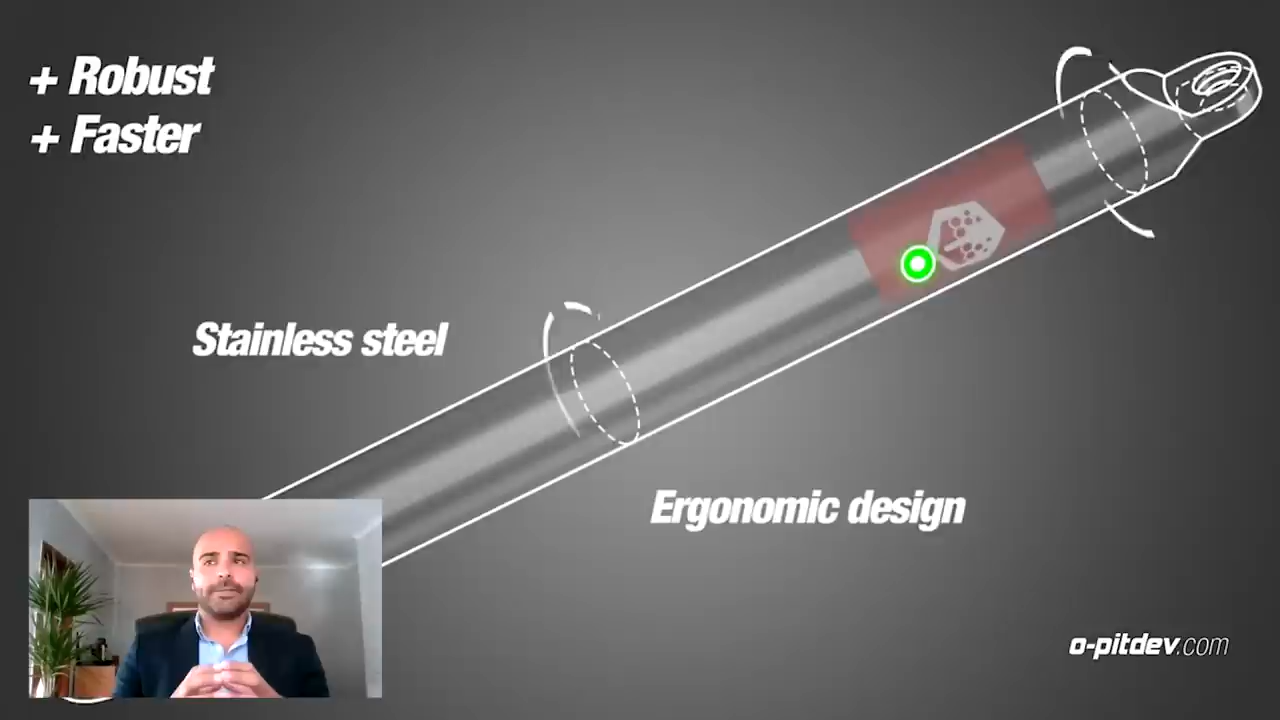 + Robust
+ Faster
Stainless steel
Ergonomic design
o-pitdev.com